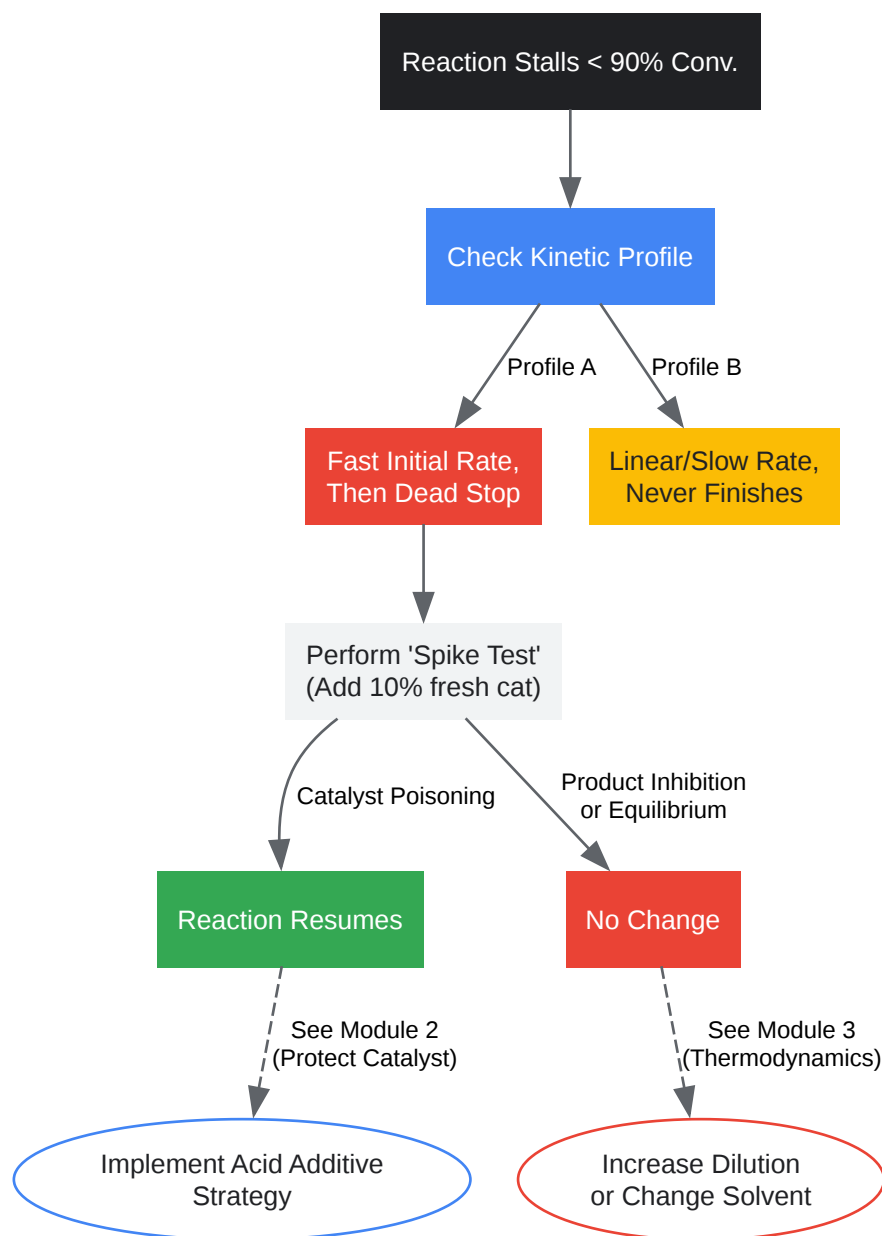 Reaction Stalls < 90% Conv.
Check Kinetic Profile
Profile A
Profile B
Fast Initial Rate,
Then Dead Stop
Linear/Slow Rate,
Never Finishes
Perform 'Spike Test'
(Add 10% fresh cat)
Catalyst Poisoning
Product Inhibition
or Equilibrium
Reaction Resumes
No Change
See Module 2
(Protect Catalyst)
See Module 3
(Thermodynamics)
Implement Acid Additive
Strategy
Increase Dilution
or Change Solvent